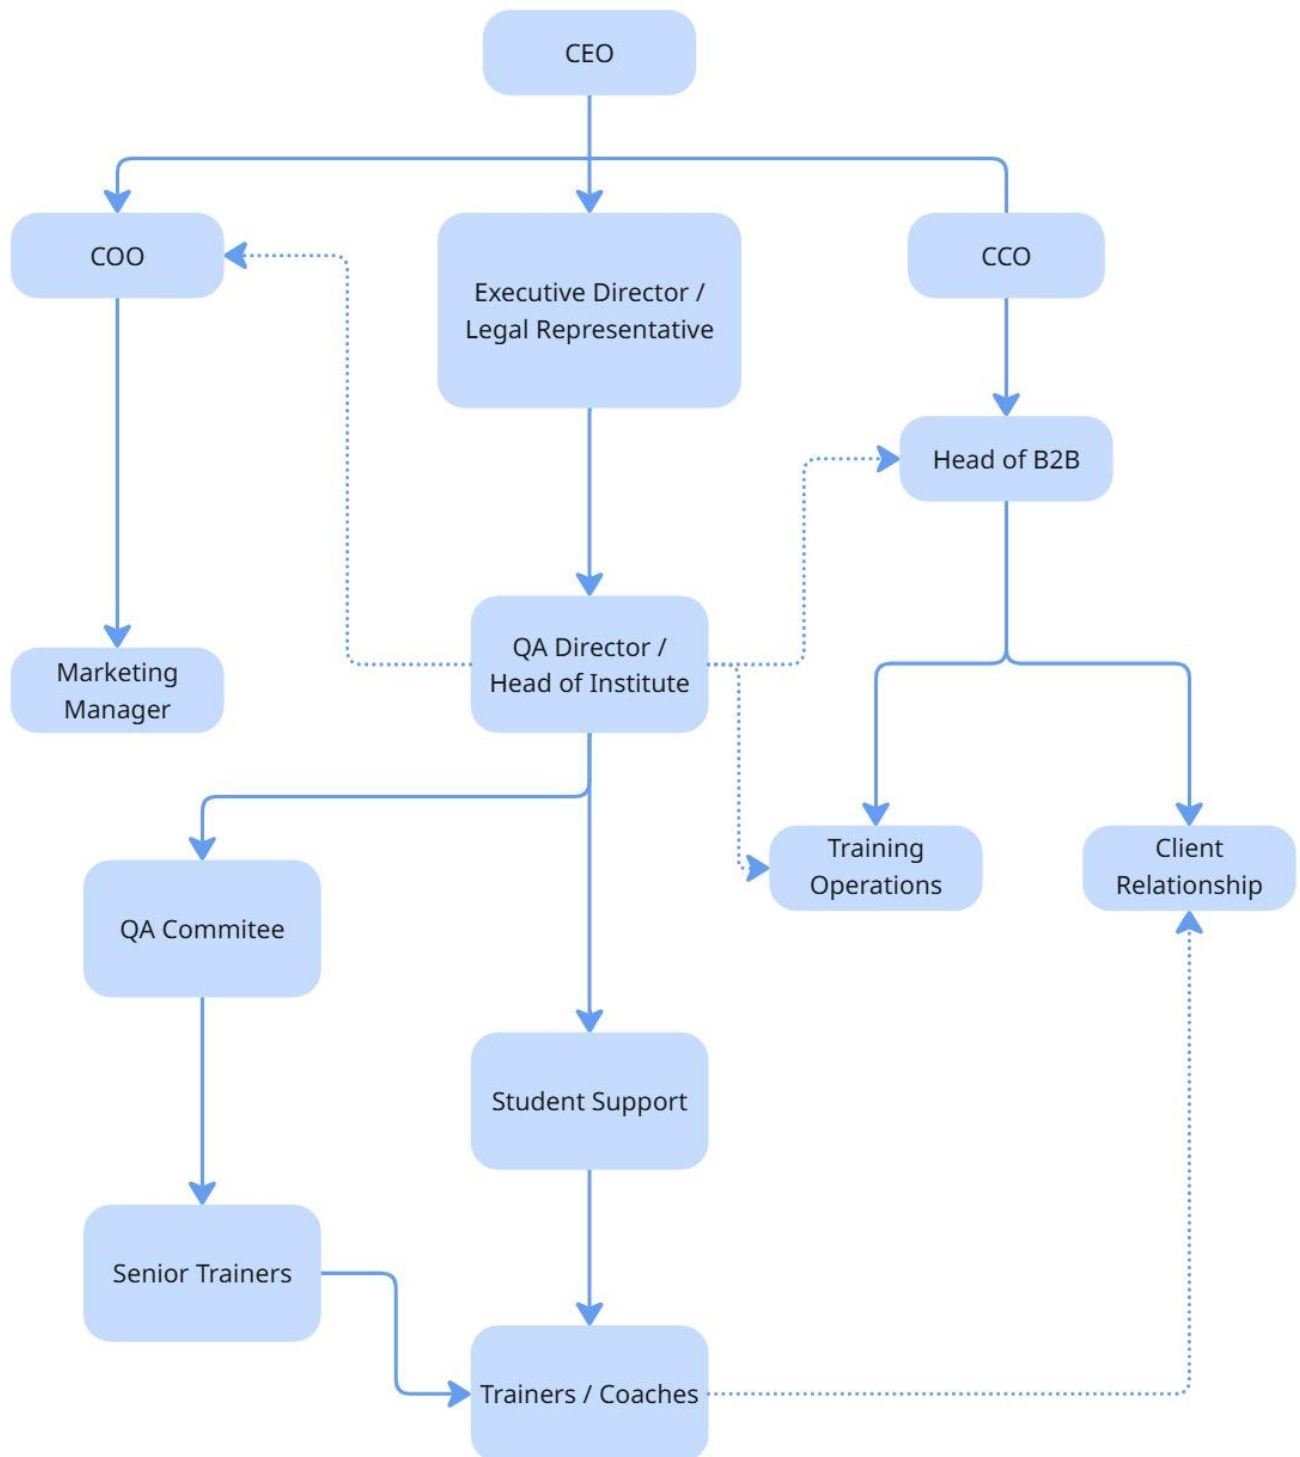 CEO
COO
Executive Director /
Legal Representative
CCO
Head of B2B
QA Director /
Head of Institute
Marketing
Manager
Training
Operations
Client
Relationship
QA Commitee
Student Support
Senior Trainers
Trainers / Coaches